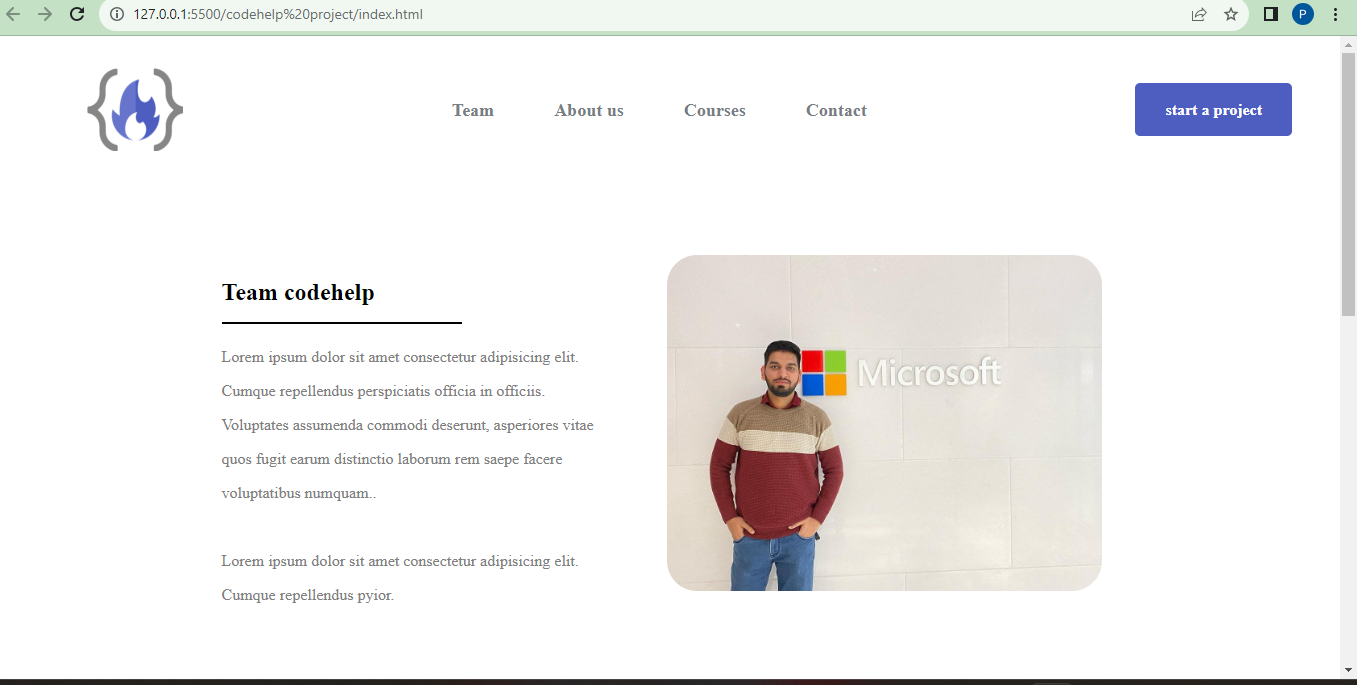 127.0.0.1:5500/codehelp%20project/index.html
P
Team About us Courses Contact start a project
Team codehelp
Lorem ipsum dolor sit amet consectetur adipisicing elit.
Cumque repellendus perspiciatis officia in officiis.
Voluptates assumenda commodi deserunt, asperiores vitae
quos fugit earum distinctio laborum rem saepe facere
voluptatibus numquam..
Lorem ipsum dolor sit amet consectetur adipisicing elit.
Cumque repellendus pyior.
Microsoft